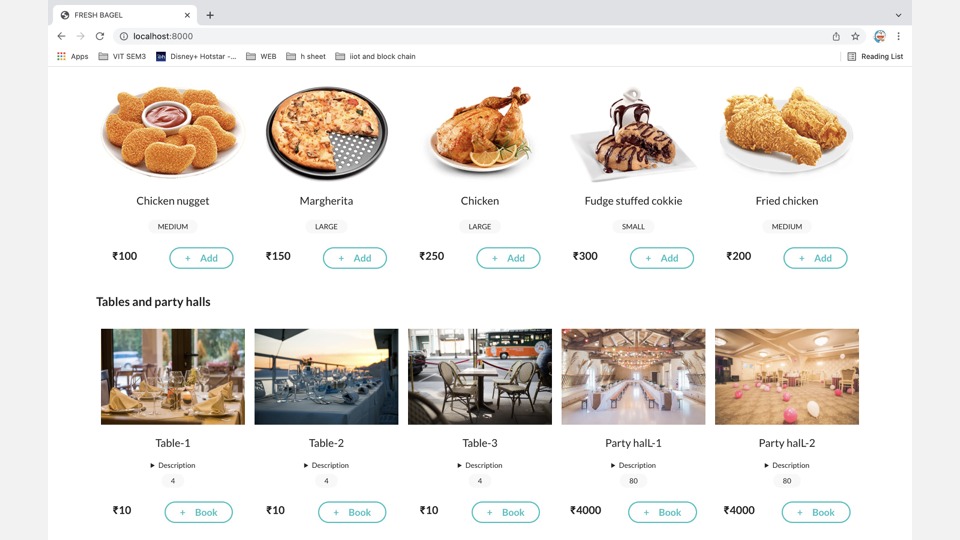 FRESH BAGEL
localhost:8000
Apps VIT SEM3 Disney+ Hotstar -... WEB h sheet iiot and block chain Reading List
Chicken nugget Margherita Chicken Fudge stuffed cokkie Fried chicken
MEDIUM LARGE LARGE SMALL MEDIUM
₹100 + Add ₹150 + Add ₹250 + Add ₹300 + Add ₹200 + Add
Tables and party halls
Table-1 Table-2 Table-3 Party halL-1 Party halL-2
Description Description Description Description Description
4 4 4 80 80
₹10 + Book ₹10 + Book ₹10 + Book ₹4000 + Book ₹4000 + Book